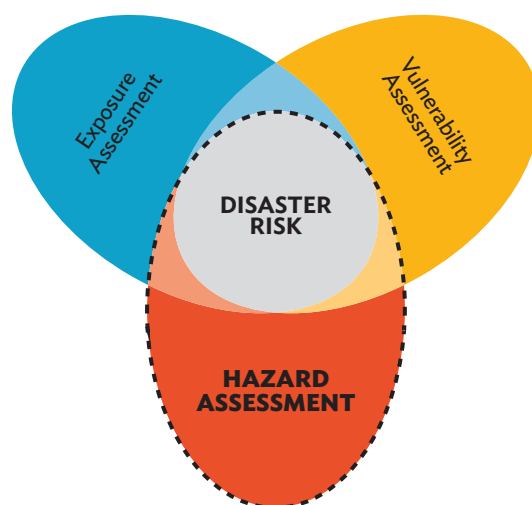 Exposure
Assessment
Vulnerability
Assessment
DISASTER
RISK
HAZARD
ASSESSMENT